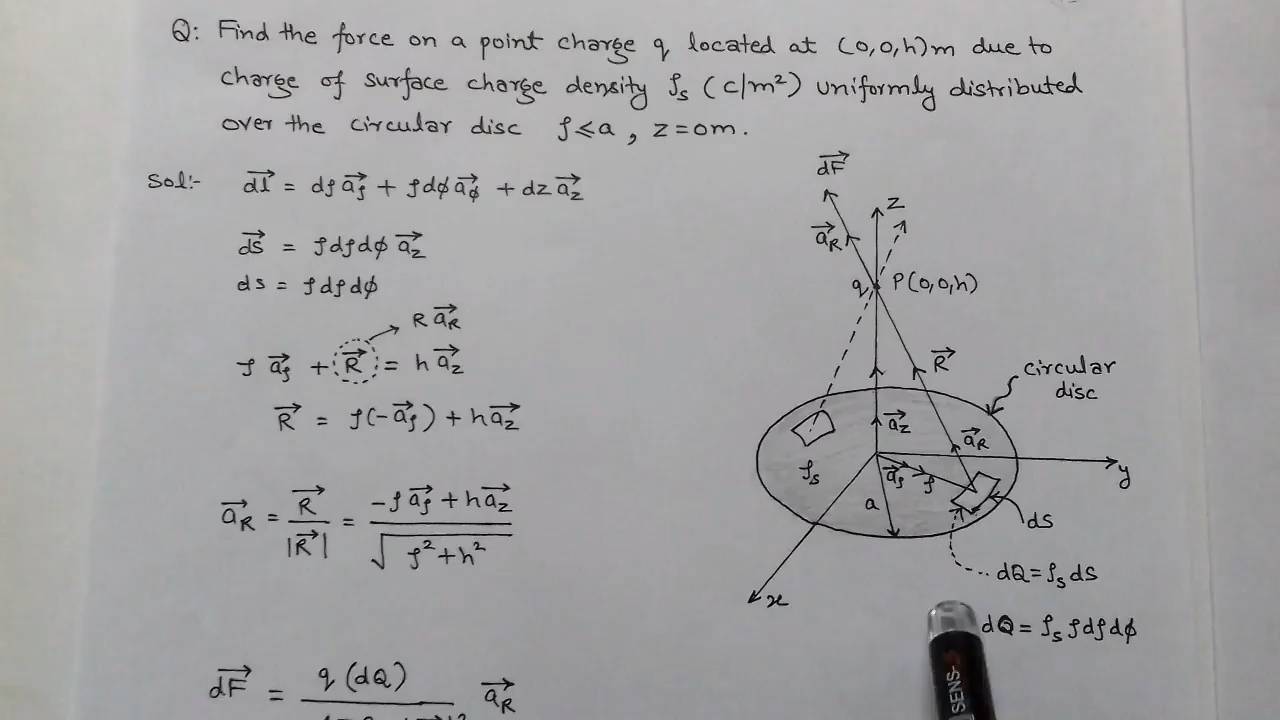 Q: Find the force on a point charge q located at (0,0,h)m due to
charge of surface charge density ρs (c/m²) uniformly distributed
over the circular disc ρ≤a, z=0m.
Sol:- dl⃗ = dρ a⃗ρ + ρdϕ a⃗ϕ + dz a⃗z
ds⃗ = ρdρdϕ a⃗z
ds = ρdρdϕ
R a⃗R
ρ a⃗ρ + R⃗ = h a⃗z
R⃗ = ρ(-a⃗ρ) + h a⃗z
a⃗R = R⃗ / |R⃗| = (-ρ a⃗ρ + h a⃗z) / √(ρ²+h²)
dF⃗ = q(dQ) / a⃗R
dF⃗
z
a⃗R
q P(0,0,h)
R⃗
circular
disc
a⃗z
a⃗R
y
ρs
a⃗ρ ρ
a
ds
dQ = ρs ds
x
dQ = ρs ρdρdϕ
SENS-